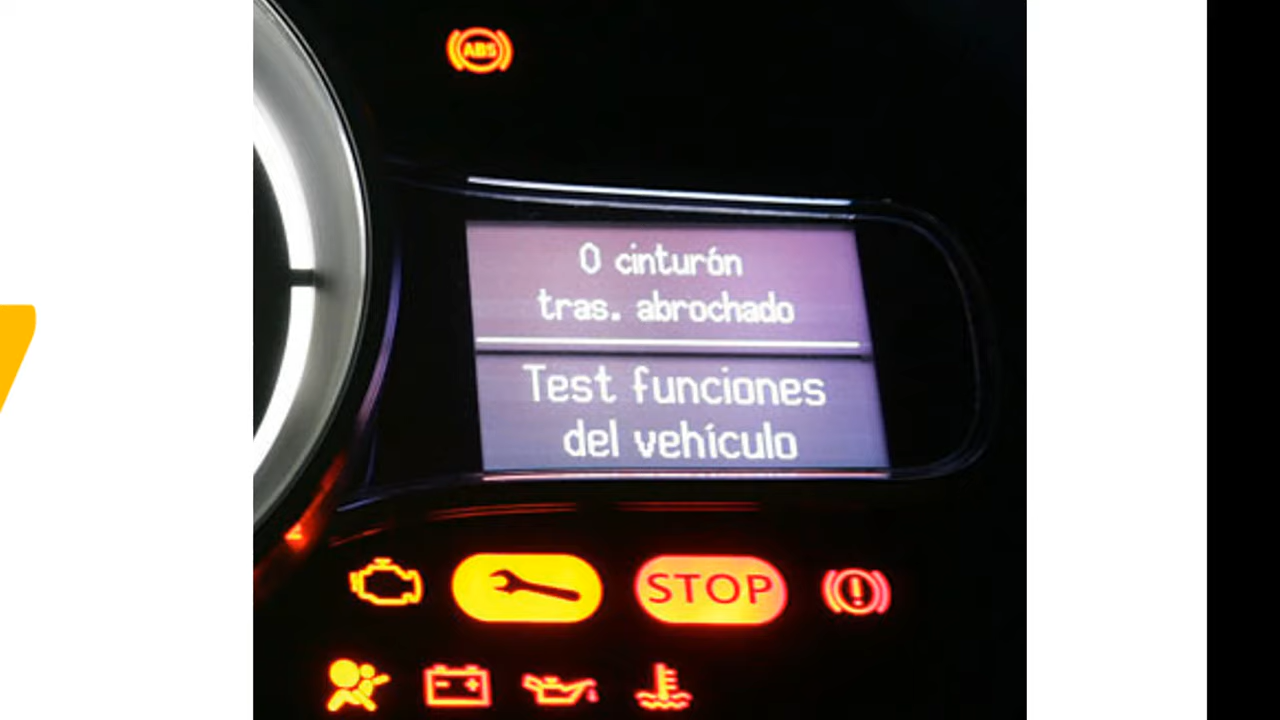 ABS
0 cinturón
tras. abrochado
Test funciones
del vehículo
STOP